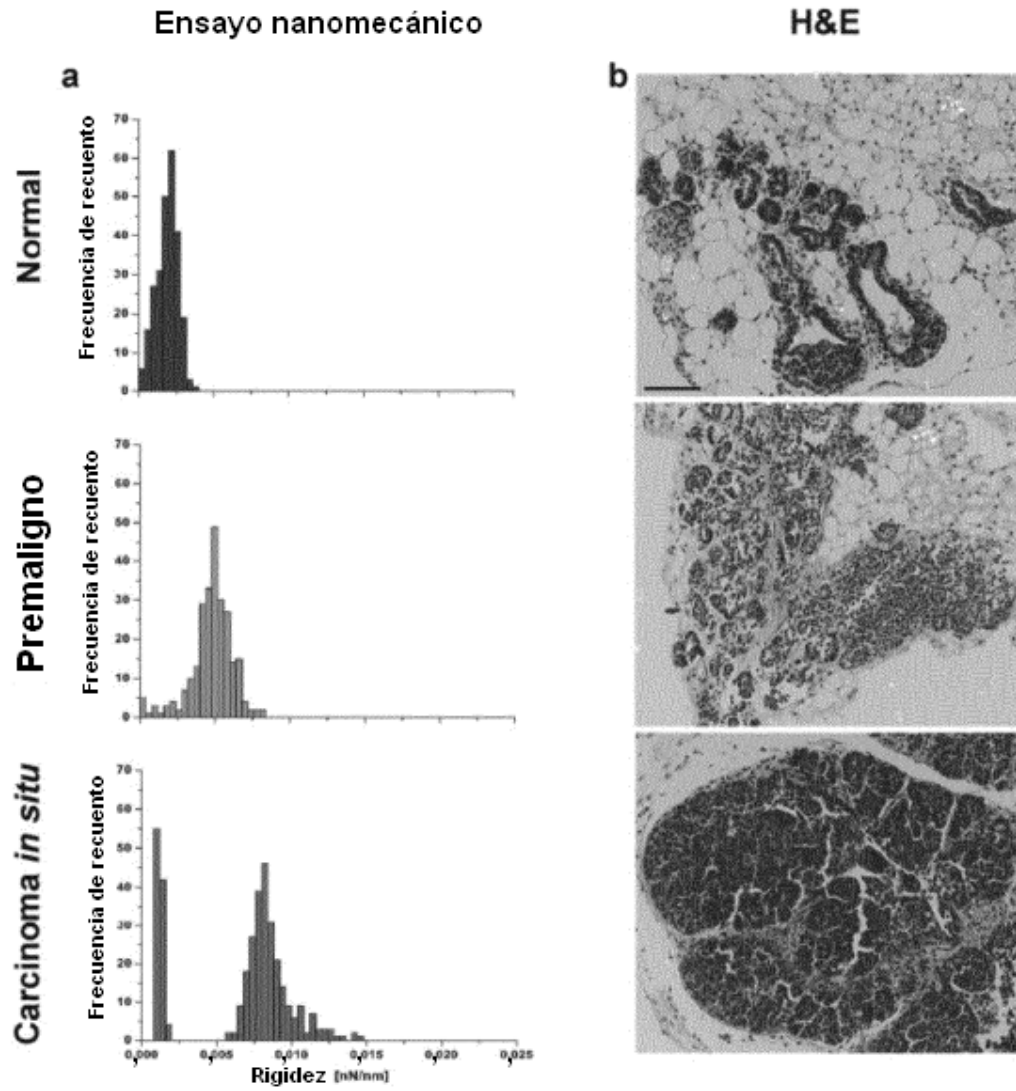 Ensayo nanomecánico
H&E
a
b
Normal
Frecuencia de recuento
70
60
50
40
30
20
10
0
Premaligno
Frecuencia de recuento
70
60
50
40
30
20
10
0
Carcinoma in situ
Frecuencia de recuento
70
60
50
40
30
20
10
0
0,000 0,005 0,010 0,015 0,020 0,025
Rigidez [nN/nm]